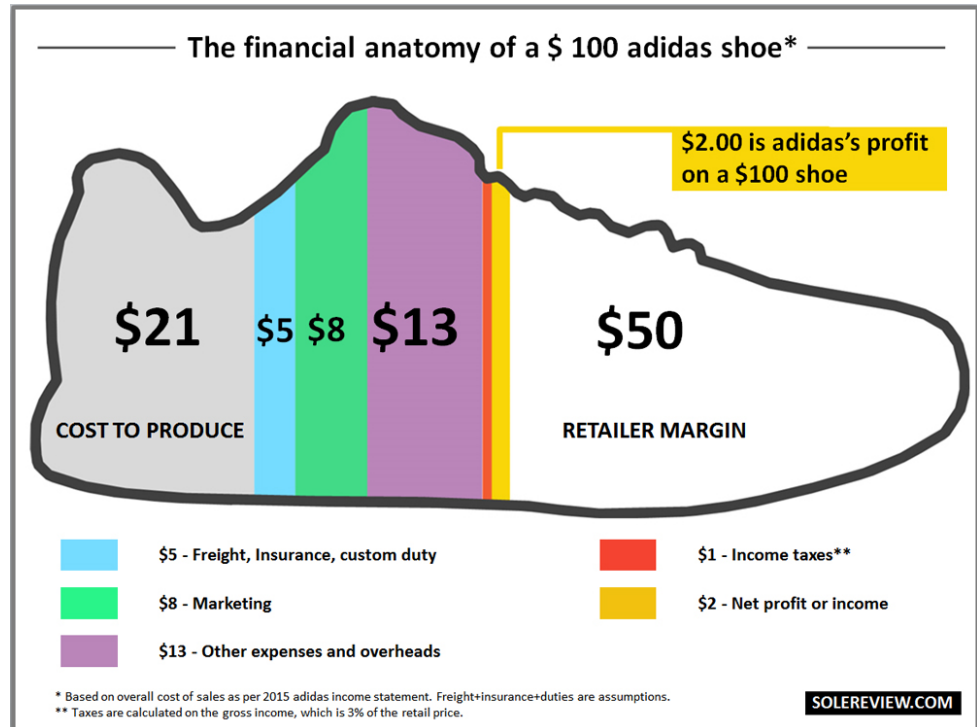 The financial anatomy of a $ 100 adidas shoe*
$2.00 is adidas's profit
on a $100 shoe
$21
$5
$8
$13
$50
COST TO PRODUCE
RETAILER MARGIN
$5 - Freight, Insurance, custom duty
$1 - Income taxes**
$8 - Marketing
$2 - Net profit or income
$13 - Other expenses and overheads
* Based on overall cost of sales as per 2015 adidas income statement. Freight+insurance+duties are assumptions.
** Taxes are calculated on the gross income, which is 3% of the retail price.
SOLEREVIEW.COM